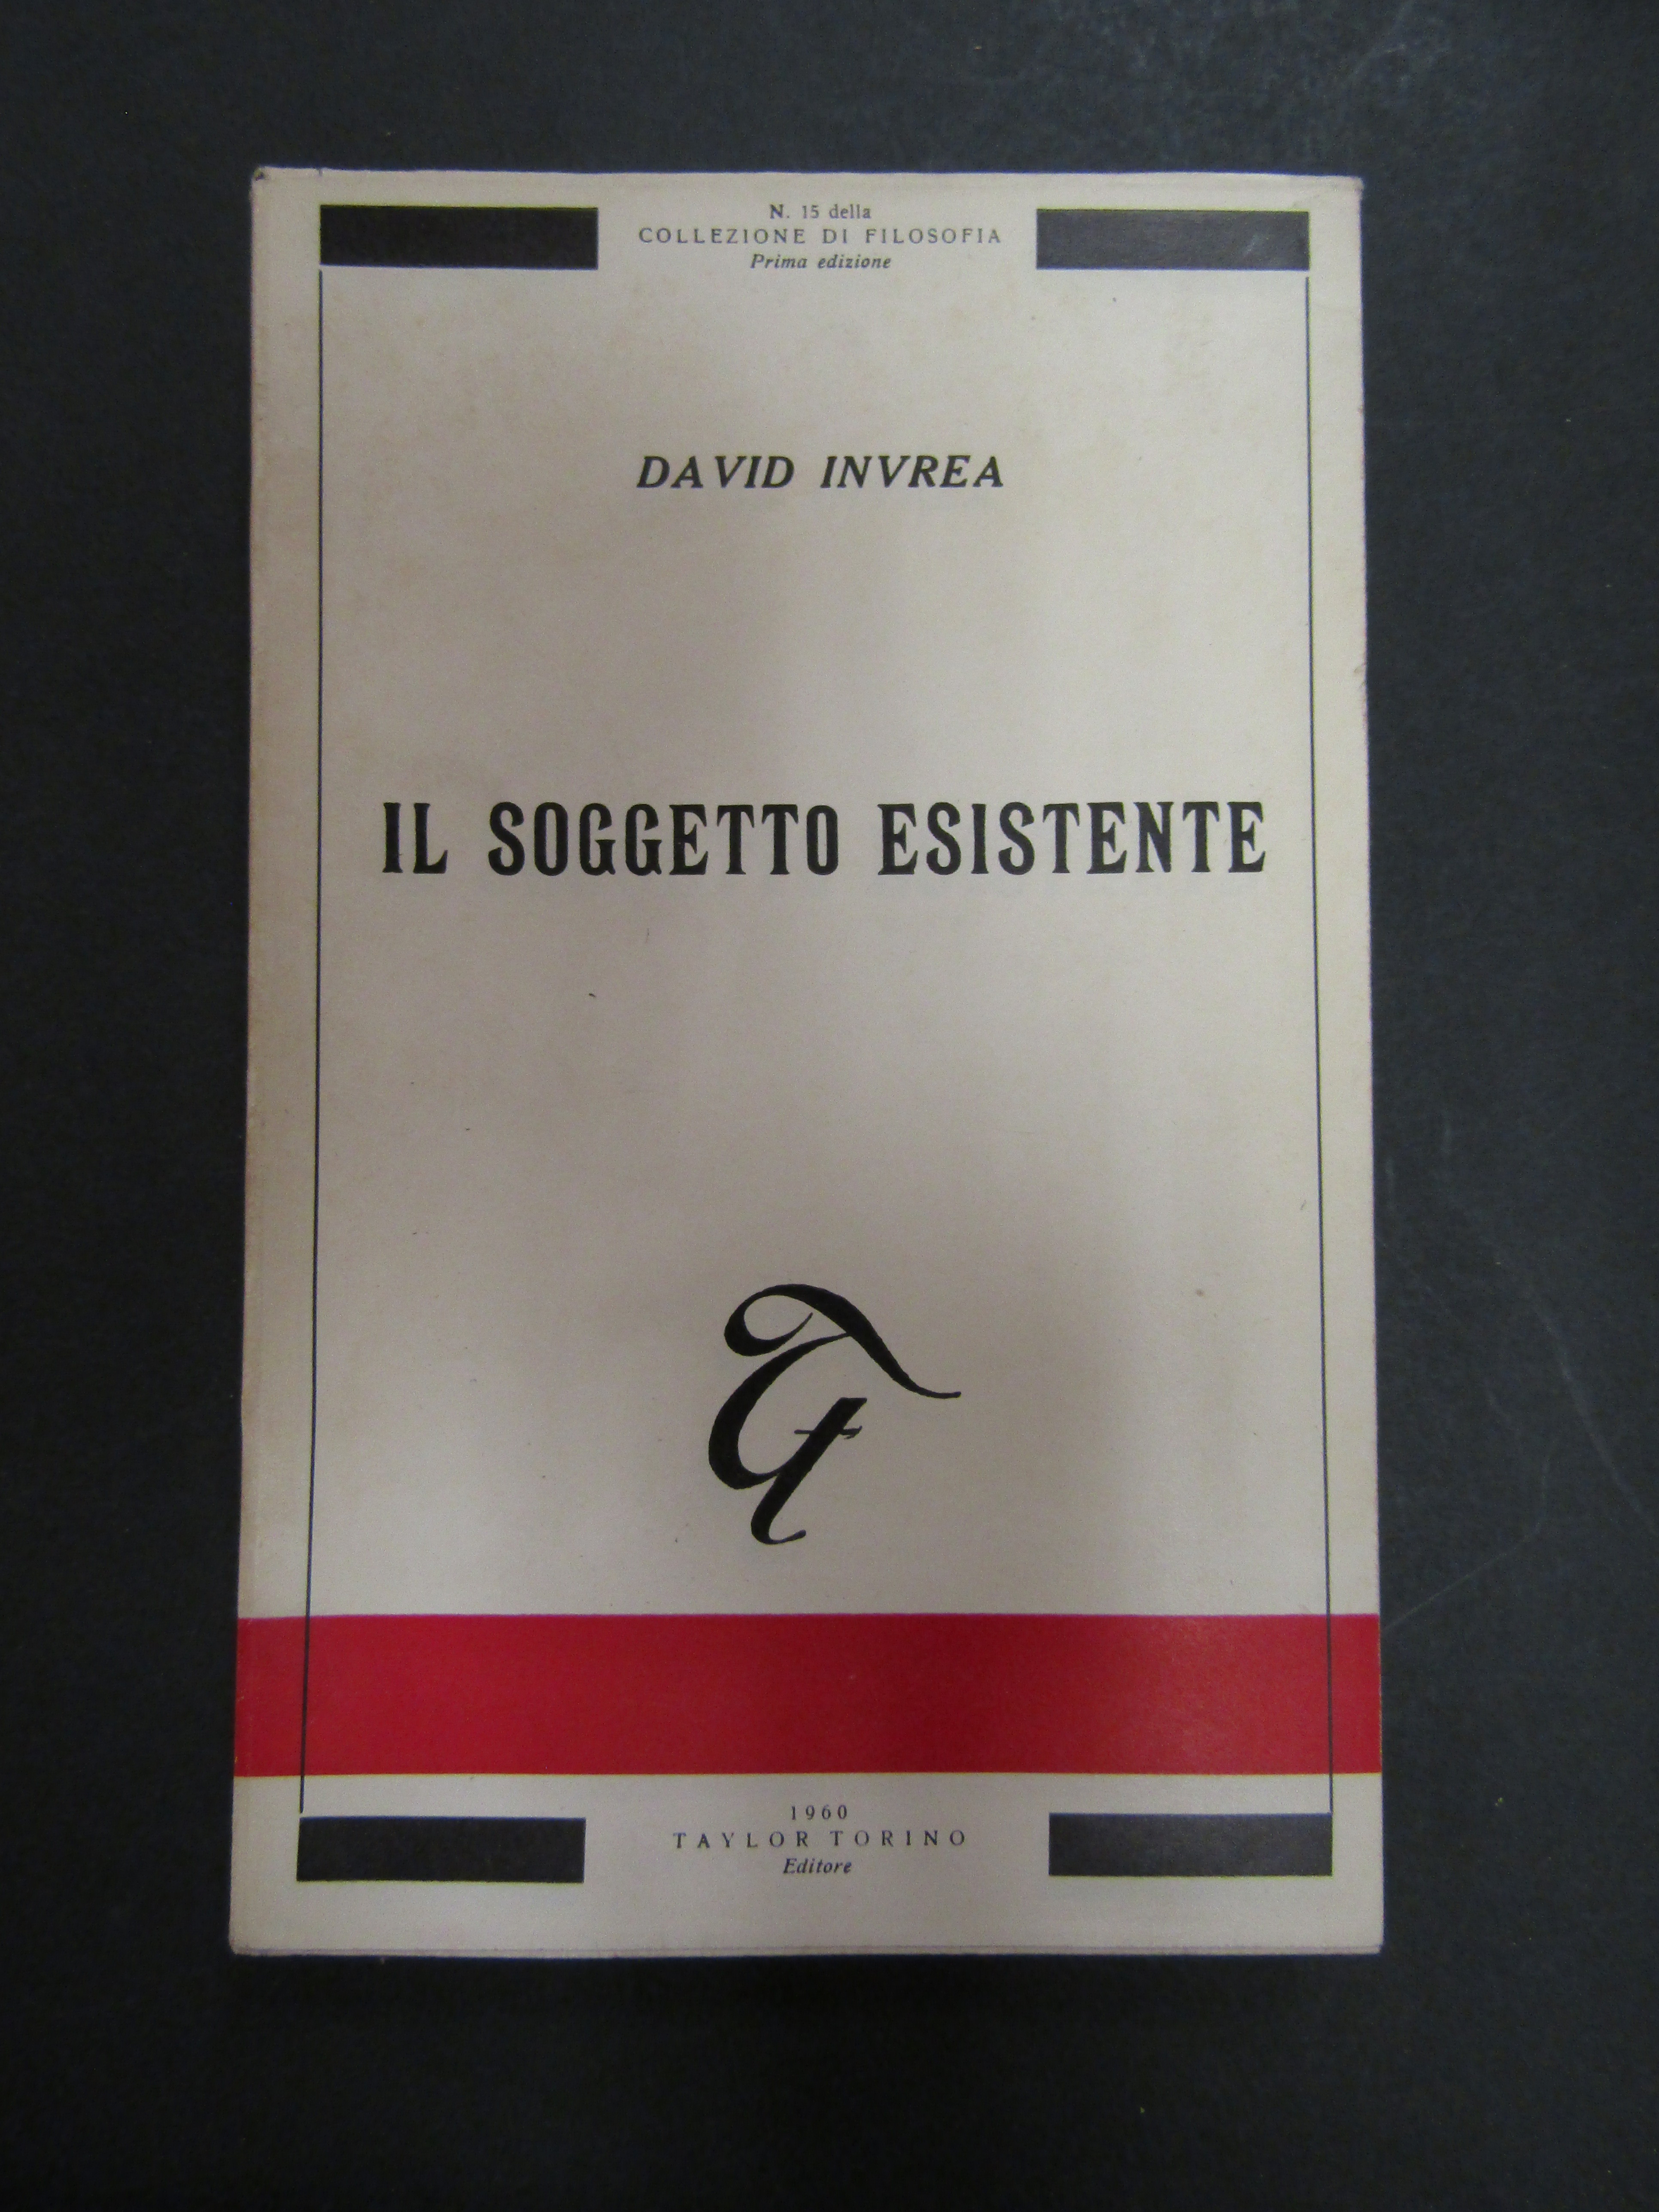 N. 15 della
COLLEZIONE DI FILOSOFIA
Prima edizione
DAVID INVREA
IL SOGGETTO ESISTENTE
1960
TAYLOR TORINO
Editore